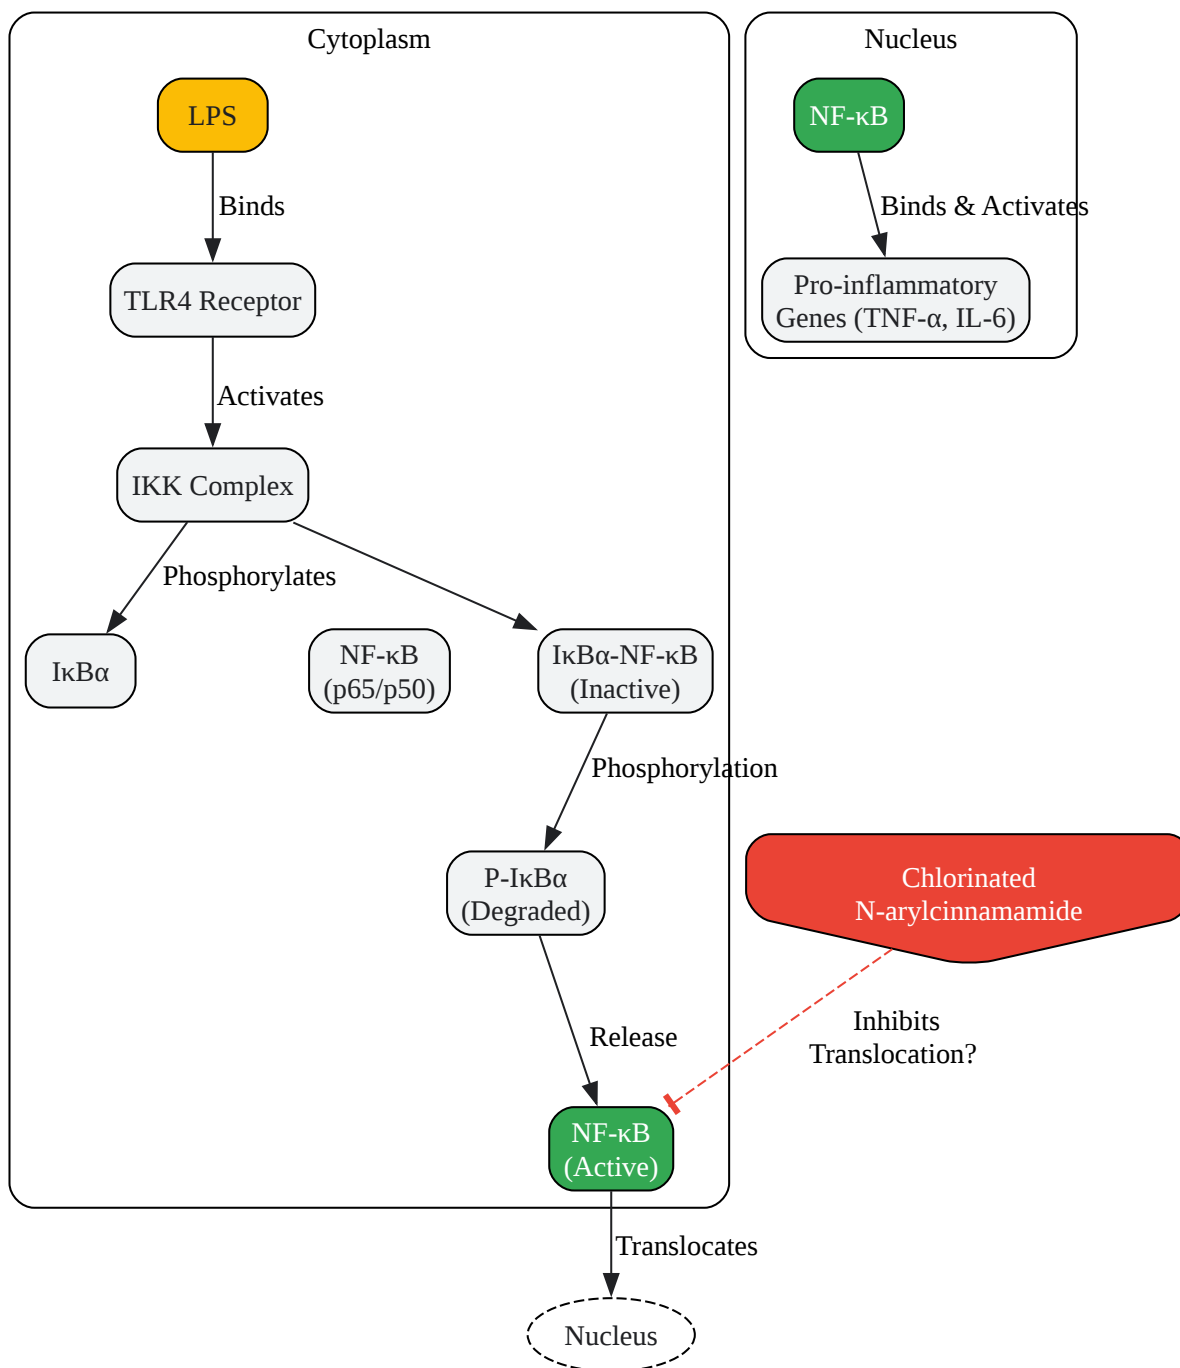 Cytoplasm
LPS
Binds
TLR4 Receptor
Activates
IKK Complex
Phosphorylates
IκBα
NF-κB
(p65/p50)
IκBα-NF-κB
(Inactive)
Phosphorylation
P-IκBα
(Degraded)
Release
NF-κB
(Active)
Translocates
Nucleus
Nucleus
NF-κB
Binds & Activates
Pro-inflammatory
Genes (TNF-α, IL-6)
Chlorinated
N-arylcinnamamide
Inhibits
Translocation?